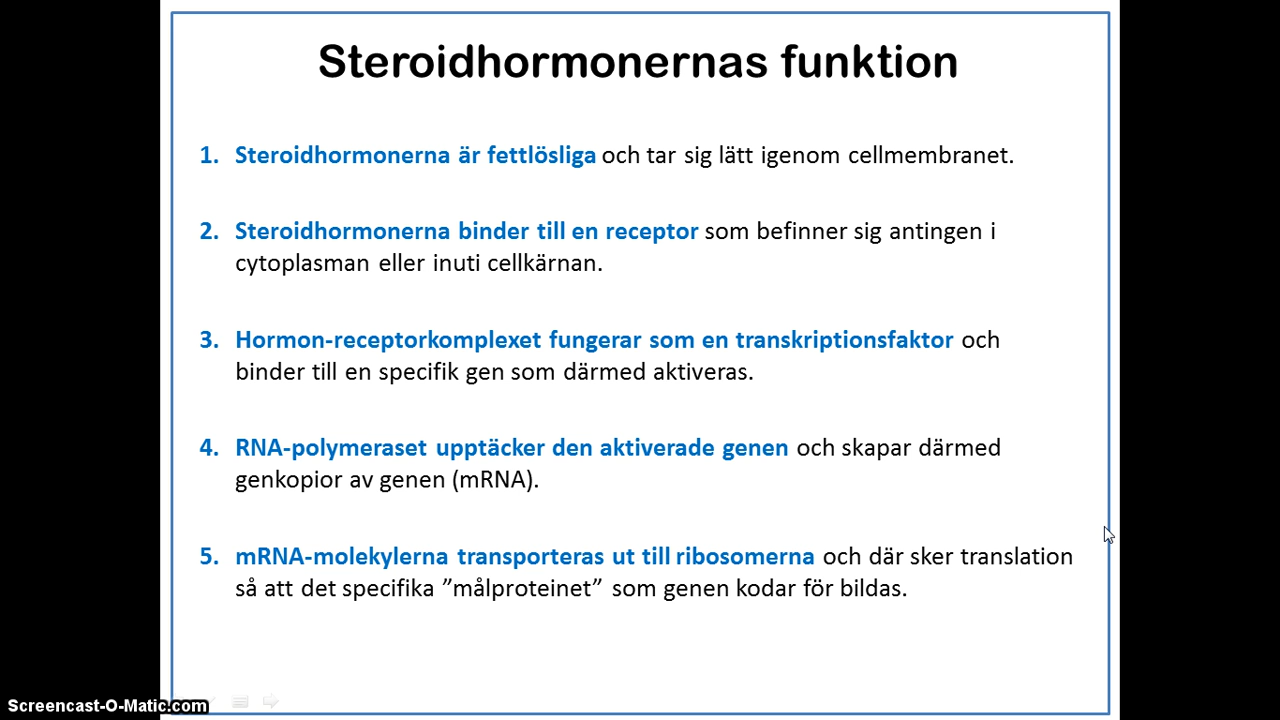 Steroidhormonernas funktion
1. Steroidhormonerna är fettlösliga och tar sig lätt igenom cellmembranet.
2. Steroidhormonerna binder till en receptor som befinner sig antingen i
cytoplasman eller inuti cellkärnan.
3. Hormon-receptorkomplexet fungerar som en transkriptionsfaktor och
binder till en specifik gen som därmed aktiveras.
4. RNA-polymeraset upptäcker den aktiverade genen och skapar därmed
genkopior av genen (mRNA).
5. mRNA-molekylerna transporteras ut till ribosomerna och där sker translation
så att det specifika ”målproteinet” som genen kodar för bildas.
Screencast-O-Matic.com